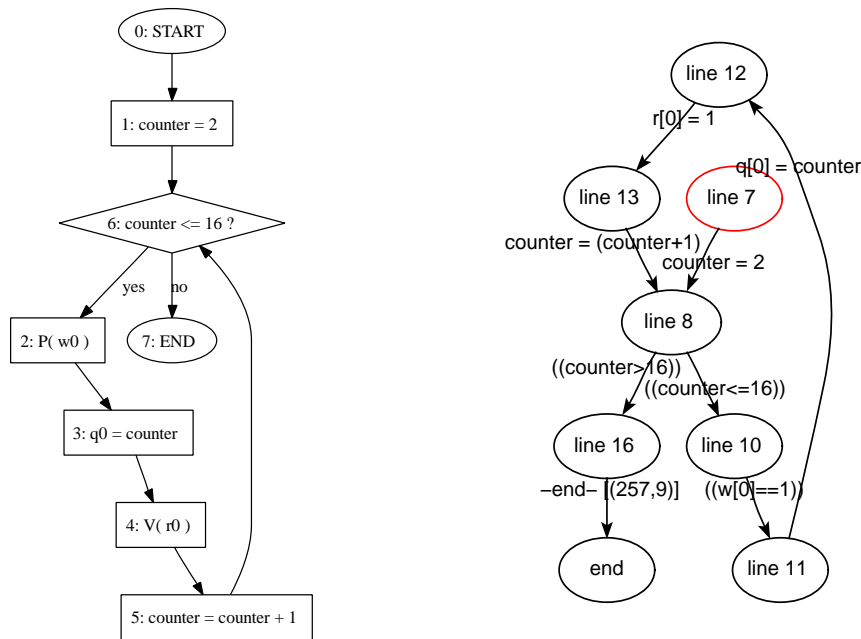 0: START
1: counter = 2
6: counter <= 16 ?
yes
no
2: P( w0 )
7: END
3: q0 = counter
4: V( r0 )
5: counter = counter + 1
line 12
r[0] = 1
q[0] = counter
line 13
line 7
counter = (counter+1)
counter = 2
line 8
((counter>16))
((counter<=16))
line 16
line 10
–end– [(257,9)]
((w[0]==1))
end
line 11